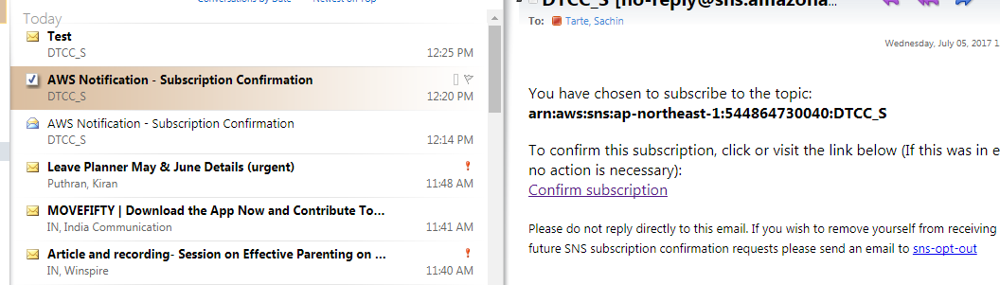 Conversations by Date Newest on Top
Today
Test
DTCC_S 12:25 PM
AWS Notification - Subscription Confirmation
DTCC_S 12:20 PM
AWS Notification - Subscription Confirmation
DTCC_S 12:14 PM
Leave Planner May & June Details (urgent)
Puthran, Kiran 11:48 AM
MOVEFIFTY | Download the App Now and Contribute To...
IN, India Communication 11:41 AM
Article and recording- Session on Effective Parenting on ...
IN, Winspire 11:40 AM
DTCC_S [no-reply@sns.amazona...
To: Tarte, Sachin
Wednesday, July 05, 2017 1
You have chosen to subscribe to the topic:
arn:aws:sns:ap-northeast-1:544864730040:DTCC_S
To confirm this subscription, click or visit the link below (If this was in e
no action is necessary):
Confirm subscription
Please do not reply directly to this email. If you wish to remove yourself from receiving
future SNS subscription confirmation requests please send an email to sns-opt-out